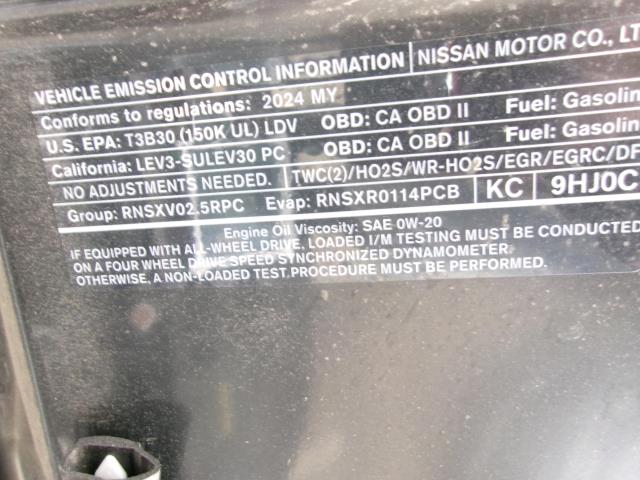 VEHICLE EMISSION CONTROL INFORMATION NISSAN MOTOR CO., LT
Conforms to regulations: 2024 MY
U.S. EPA: T3B30 (150K UL) LDV OBD: CA OBD II Fuel: Gasolin
California: LEV3-SULEV30 PC OBD: CA OBD II Fuel: Gasolin
NO ADJUSTMENTS NEEDED. TWC(2)/HO2S/WR-HO2S/EGR/EGRC/DF
Group: RNSXV02.5RPC Evap: RNSXR0114PCB KC 9HJ0C
Engine Oil Viscosity: SAE 0W-20
IF EQUIPPED WITH ALL-WHEEL DRIVE, LOADED I/M TESTING MUST BE CONDUCTED
ON A FOUR WHEEL DRIVE SPEED SYNCHRONIZED DYNAMOMETER.
OTHERWISE, A NON-LOADED TEST PROCEDURE MUST BE PERFORMED.